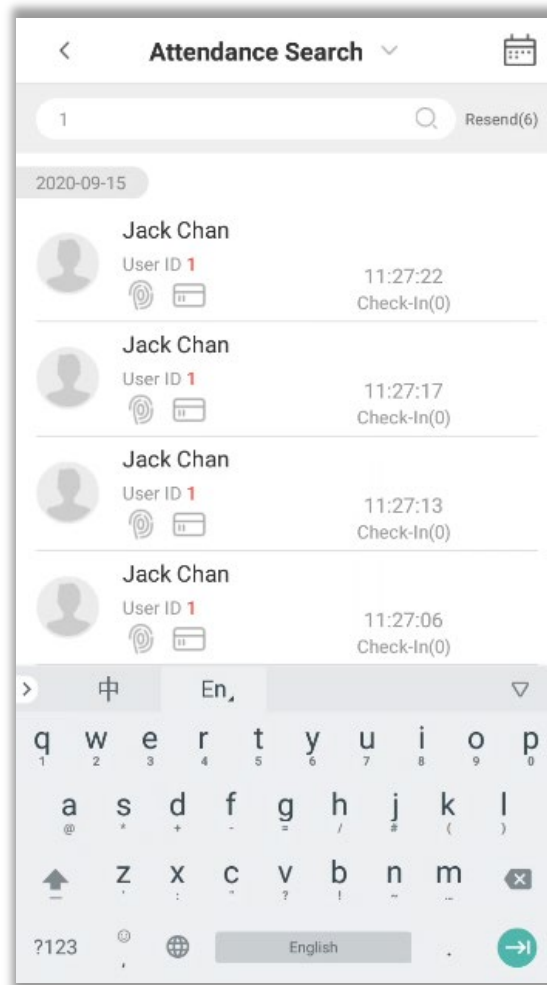 Attendance Search
1
Resend(6)
2020-09-15
Jack Chan
User ID 1
11:27:22
Check-In(0)
Jack Chan
User ID 1
11:27:17
Check-In(0)
Jack Chan
User ID 1
11:27:13
Check-In(0)
Jack Chan
User ID 1
11:27:06
Check-In(0)
中 En
q w e r t y u i o p
1 2 3 4 5 6 7 8 9 0
a s d f g h j k l
@ * + - = / # ( )
z x c v b n m
' : " ? ! ~ …
?123 , English .